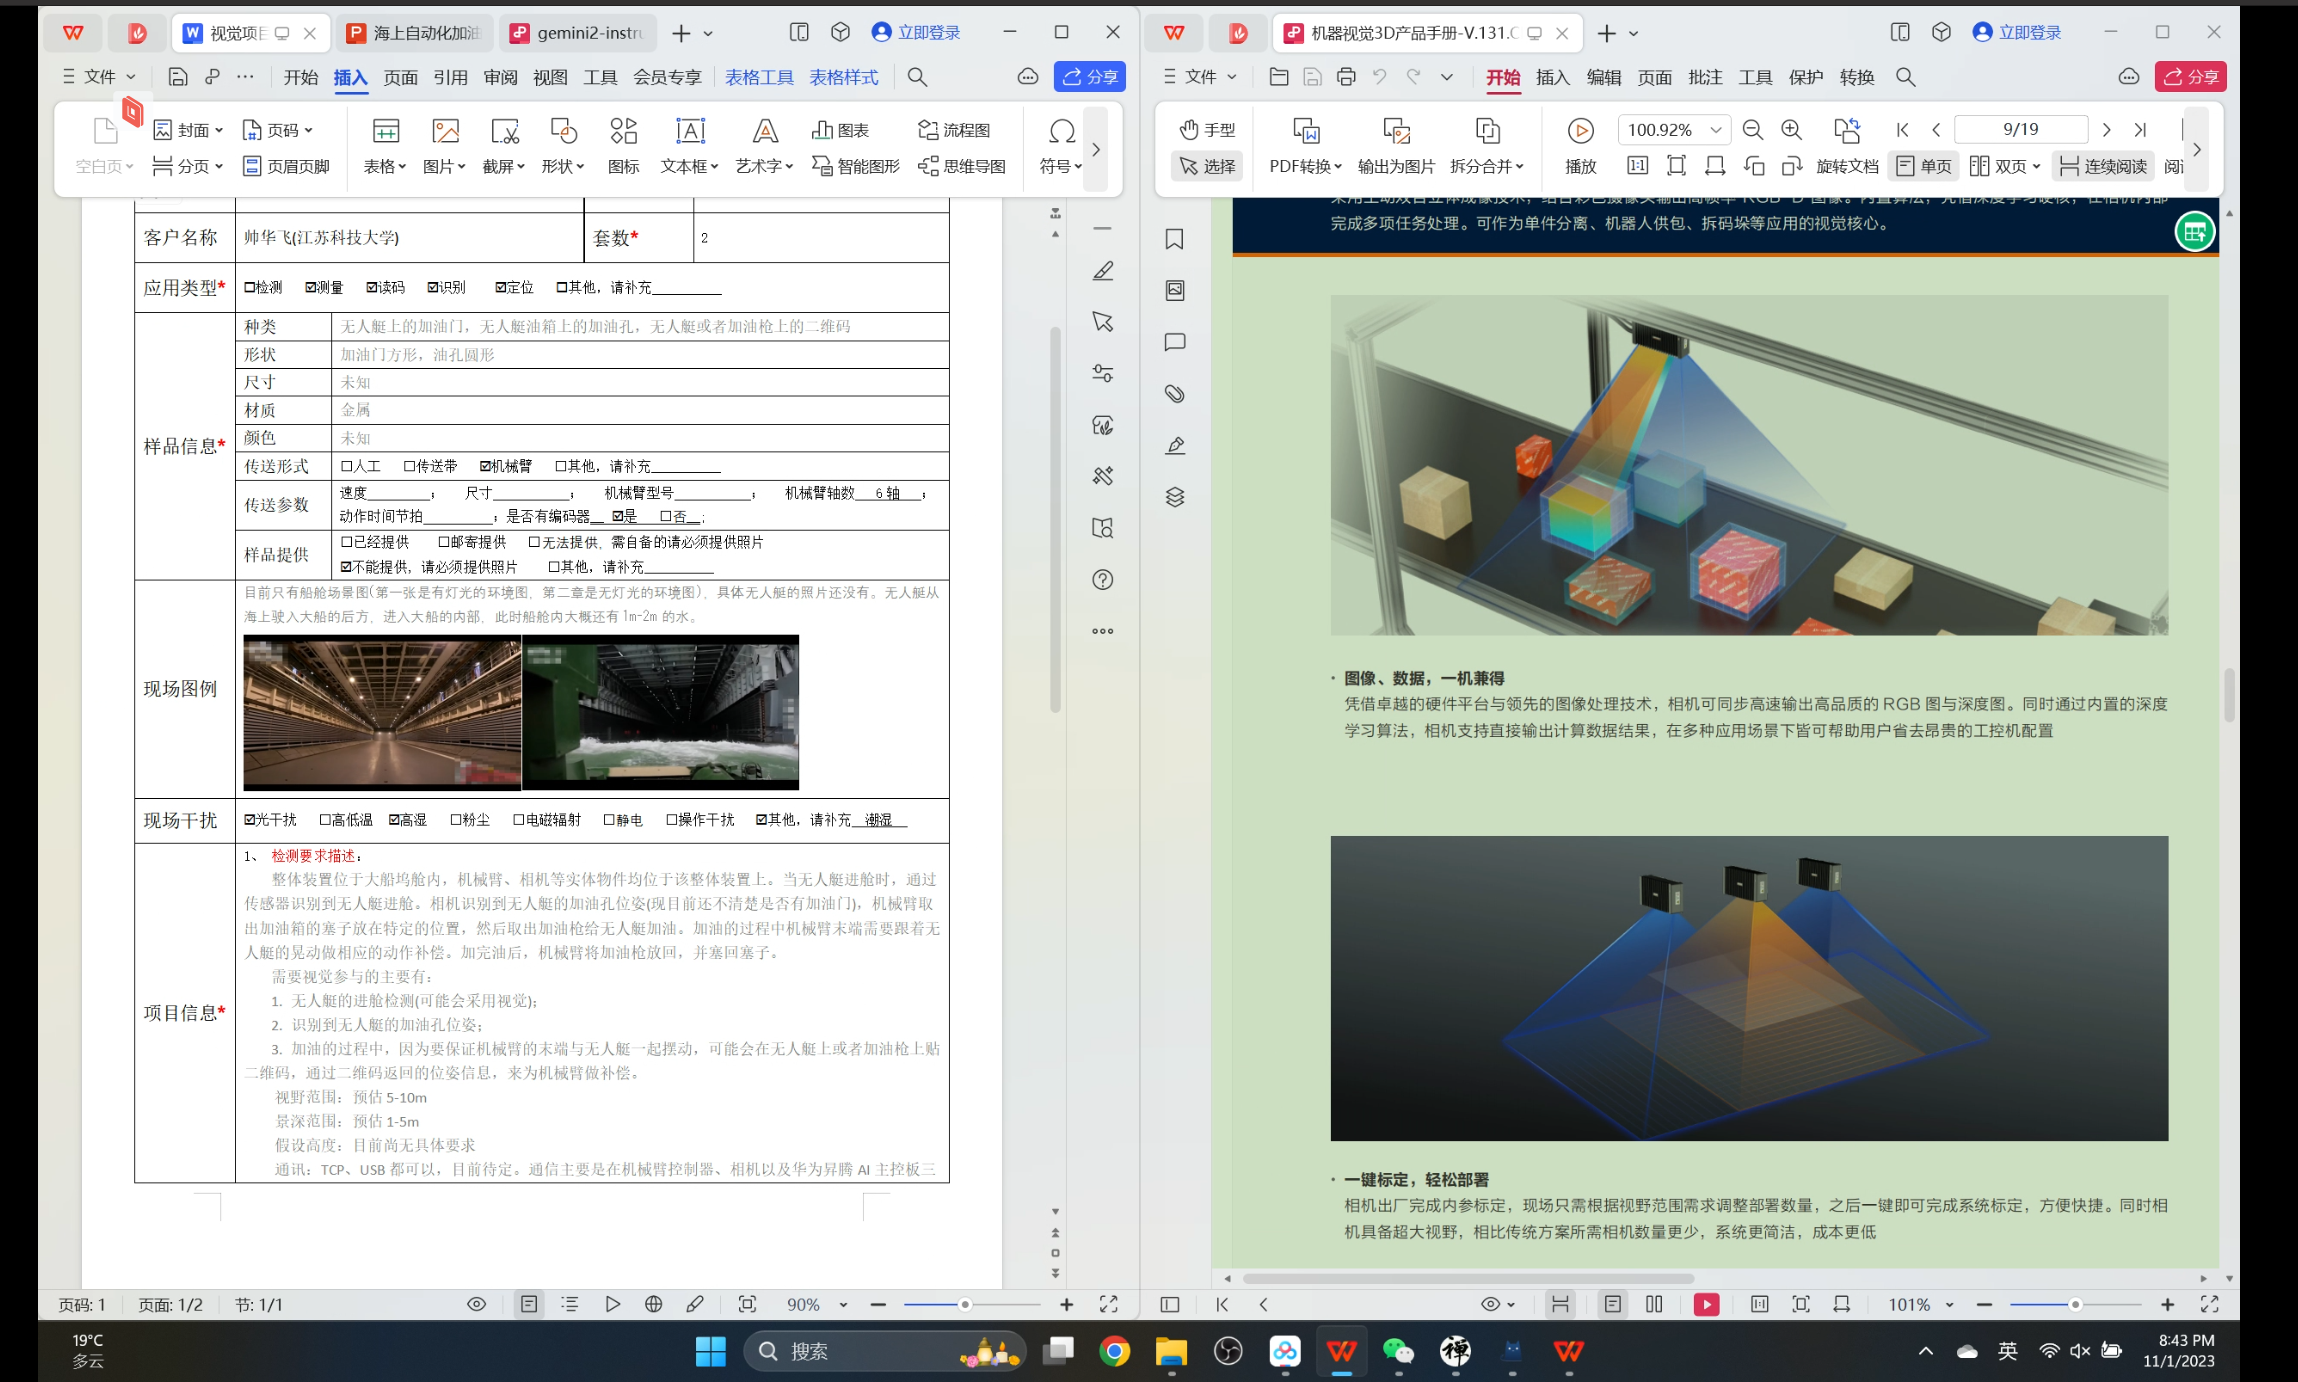 视觉项目
海上自动化加油
gemini2-instru
立即登录
文件
开始 插入 页面 引用 审阅 视图 工具 会员专享 表格工具 表格样式
分享
空白页
封面
页码
分页
页眉页脚
表格
图片
截屏
形状
图标
文本框
艺术字
图表
智能图形
流程图
思维导图
符号
客户名称
帅华飞(江苏科技大学)
套数*
2
应用类型*
☐检测 ☑测量 ☑读码 ☑识别 ☑定位 ☐其他，请补充
样品信息*
种类 无人艇上的加油门，无人艇油箱上的加油孔，无人艇或者加油枪上的二维码
形状 加油门方形，油孔圆形
尺寸 未知
材质 金属
颜色 未知
传送形式 ☐人工 ☐传送带 ☑机械臂 ☐其他，请补充
传送参数 速度________； 尺寸________； 机械臂型号________； 机械臂轴数 6轴 ；
动作时间节拍________；是否有编码器 ☑是 ☐否 ;
样品提供 ☐已经提供 ☐邮寄提供 ☐无法提供，需自备的请必须提供照片
☑不能提供，请必须提供照片 ☐其他，请补充
现场图例
目前只有船舱场景图(第一张是有灯光的环境图，第二章是无灯光的环境图)，具体无人艇的照片还没有。无人艇从
海上驶入大船的后方，进入大船的内部，此时船舱内大概还有1m-2m的水。
现场干扰
☑光干扰 ☐高低温 ☑高湿 ☐粉尘 ☐电磁辐射 ☐静电 ☐操作干扰 ☑其他，请补充 潮湿
项目信息*
1、 检测要求描述：
整体装置位于大船坞舱内，机械臂、相机等实体物件均位于该整体装置上。当无人艇进舱时，通过
传感器识别到无人艇进舱。相机识别到无人艇的加油孔位姿(现目前还不清楚是否有加油门)，机械臂取
出加油箱的塞子放在特定的位置，然后取出加油枪给无人艇加油。加油的过程中机械臂末端需要跟着无
人艇的晃动做相应的动作补偿。加完油后，机械臂将加油枪放回，并塞回塞子。
需要视觉参与的主要有：
1. 无人艇的进舱检测(可能会采用视觉)；
2. 识别到无人艇的加油孔位姿；
3. 加油的过程中，因为要保证机械臂的末端与无人艇一起摆动，可能会在无人艇上或者加油枪上贴
二维码，通过二维码返回的位姿信息，来为机械臂做补偿。
视野范围：预估 5-10m
景深范围：预估 1-5m
假设高度：目前尚无具体要求
通讯：TCP、USB 都可以，目前待定。通信主要是在机械臂控制器、相机以及华为昇腾 AI 主控板三
页码: 1 页面: 1/2 节: 1/1
90%
机器视觉3D产品手册-V.131.C
立即登录
文件
开始 插入 编辑 页面 批注 工具 保护 转换
分享
手型
选择
PDF转换
输出为图片
拆分合并
播放
100.92%
9/19
旋转文档
单页
双页
连续阅读
完成多项任务处理。可作为单件分离、机器人供包、拆码垛等应用的视觉核心。
· 图像、数据，一机兼得
凭借卓越的硬件平台与领先的图像处理技术，相机可同步高速输出高品质的 RGB 图与深度图。同时通过内置的深度
学习算法，相机支持直接输出计算数据结果，在多种应用场景下皆可帮助用户省去昂贵的工控机配置
· 一键标定，轻松部署
相机出厂完成内参标定，现场只需根据视野范围需求调整部署数量，之后一键即可完成系统标定，方便快捷。同时相
机具备超大视野，相比传统方案所需相机数量更少，系统更简洁，成本更低
101%
19°C
多云
搜索
禅
英
8:43 PM
11/1/2023